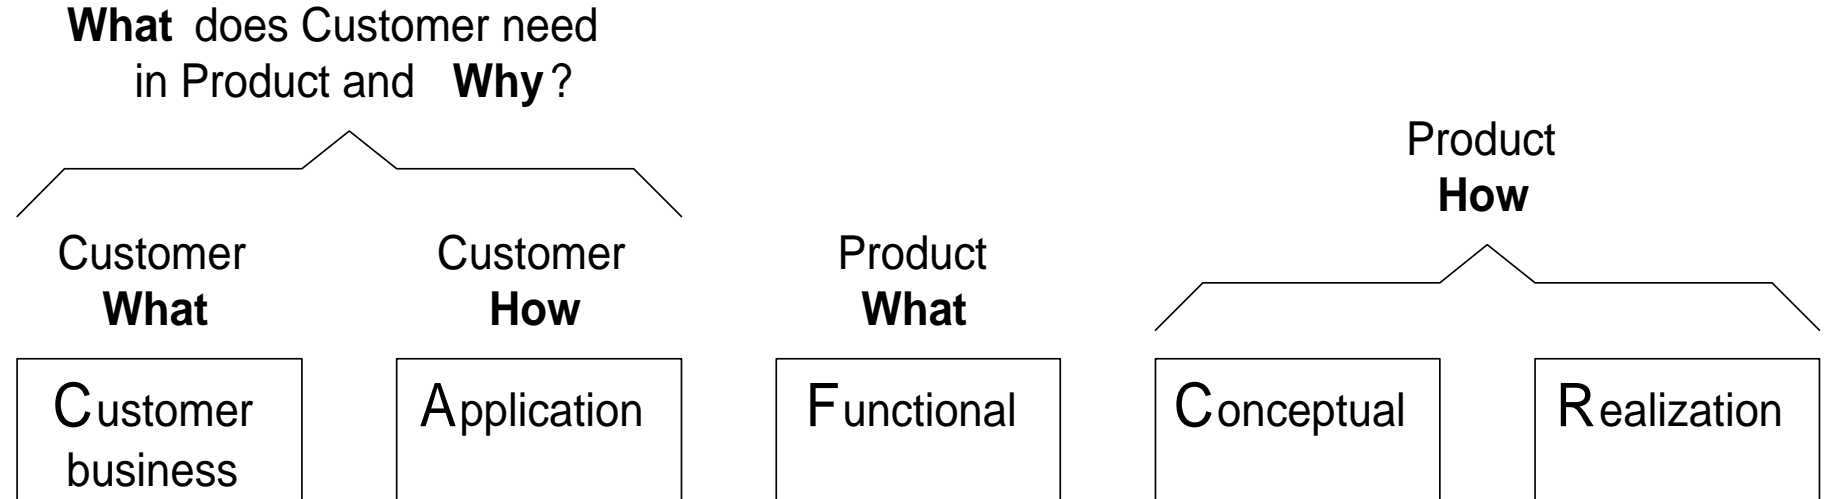 What does Customer need
in Product and Why?
Product
How
Customer
What
Customer
How
Product
What
Customer
business
Application
Functional
Conceptual
Realization